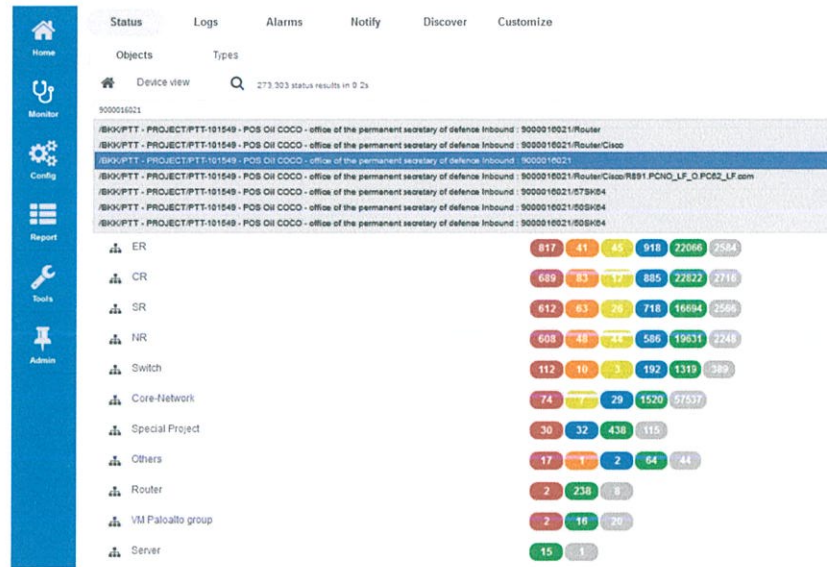 Home
Monitor
Config
Report
Tools
Admin
Status Logs Alarms Notify Discover Customize
Objects Types
Device view 273,303 status results in 0.2s
9000016021
/BKK/PTT - PROJECT/PTT-101549 - POS Oil COCO - office of the permanent secretary of defence Inbound : 9000016021/Router
/BKK/PTT - PROJECT/PTT-101549 - POS Oil COCO - office of the permanent secretary of defence Inbound : 9000016021/Router/Cisco
/BKK/PTT - PROJECT/PTT-101549 - POS Oil COCO - office of the permanent secretary of defence Inbound : 9000016021
/BKK/PTT - PROJECT/PTT-101549 - POS Oil COCO - office of the permanent secretary of defence Inbound : 9000016021/Router/Cisco/R891.PCNO_LF_O.PC62_LF.com
/BKK/PTT - PROJECT/PTT-101549 - POS Oil COCO - office of the permanent secretary of defence Inbound : 9000016021/57SK64
/BKK/PTT - PROJECT/PTT-101549 - POS Oil COCO - office of the permanent secretary of defence Inbound : 9000016021/60SK64
/BKK/PTT - PROJECT/PTT-101549 - POS Oil COCO - office of the permanent secretary of defence Inbound : 9000016021/50SK64
ER 817 41 45 918 22066 2584
CR 689 83 17 885 22822 2716
SR 612 63 26 718 16694 2566
NR 608 48 44 586 19631 2248
Switch 112 10 3 192 1319 389
Core-Network 74 7 29 1520 57537
Special Project 30 32 438 115
Others 17 1 2 64 44
Router 2 238 8
VM Paloalto group 2 16 20
Server 15 1